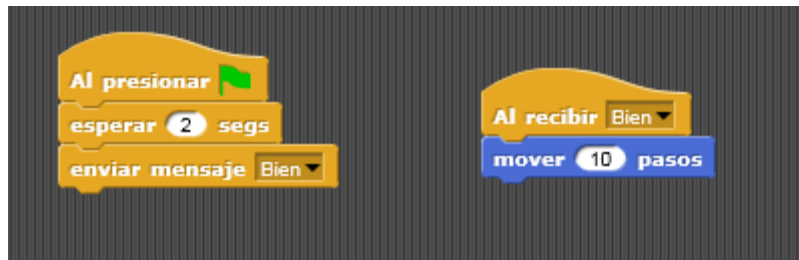 Al presionar
esperar 2 segs
enviar mensaje Bien
Al recibir Bien
mover 10 pasos